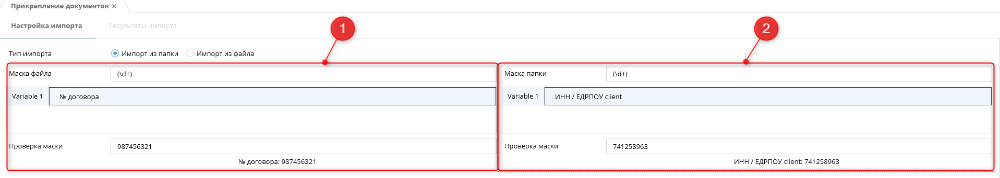 Прикрепление документов ×
Настройка импорта Результаты импорта
1 2
Тип импорта Импорт из папки Импорт из файла
Маска файла (\d+) Маска папки (\d+)
Variable 1 № договора Variable 1 ИНН / ЕДРПОУ client
Проверка маски 987456321 Проверка маски 741258963
№ договора: 987456321 ИНН / ЕДРПОУ client: 741258963